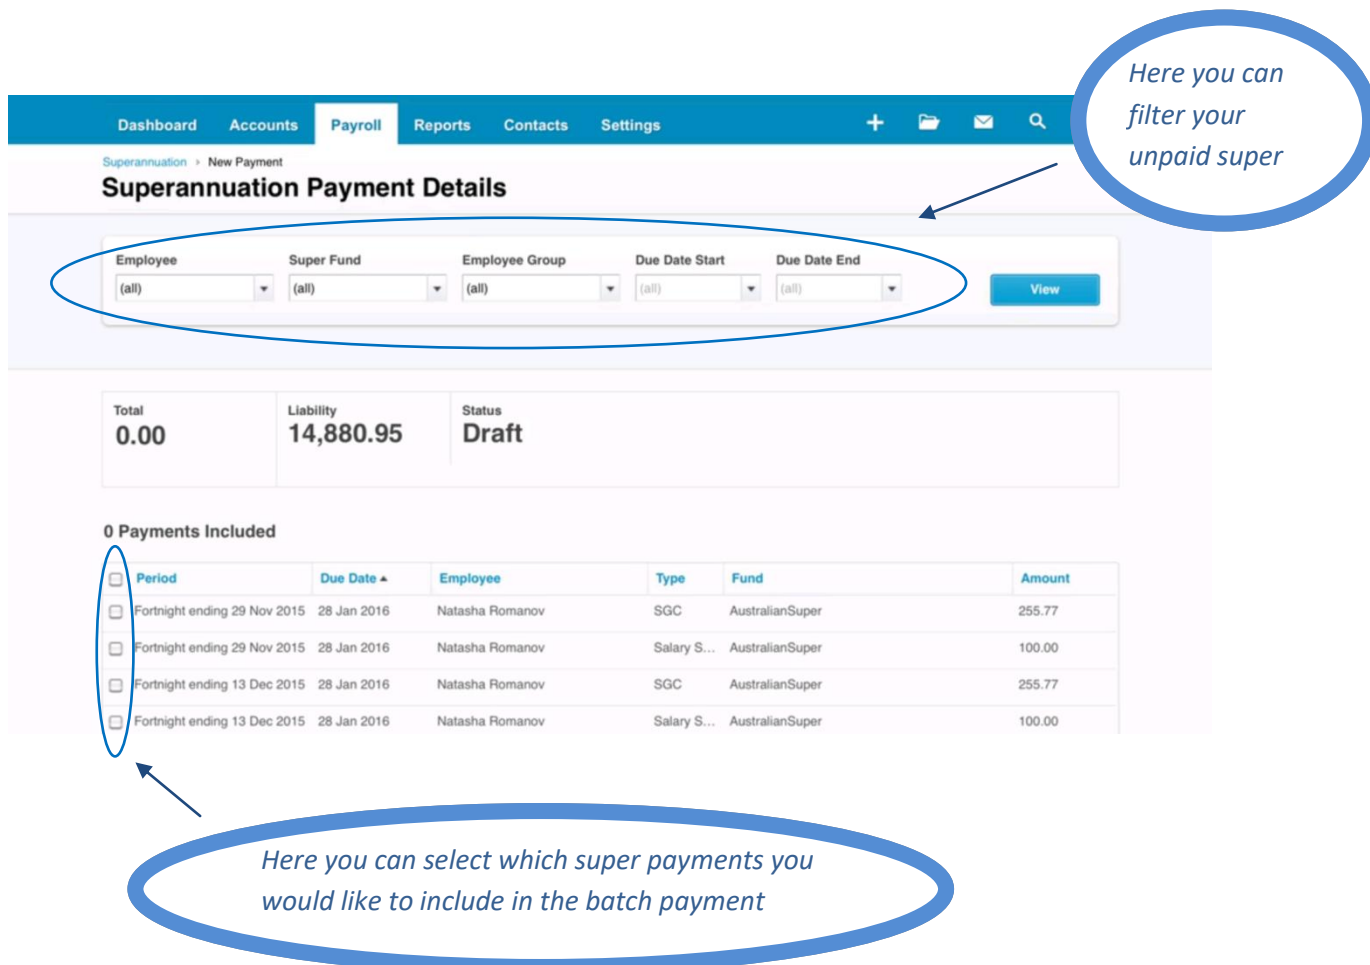 Here you can
filter your
unpaid super
Dashboard Accounts Payroll Reports Contacts Settings
Superannuation › New Payment
Superannuation Payment Details
Employee Super Fund Employee Group Due Date Start Due Date End
(all) (all) (all) (all) (all) View
Total Liability Status
0.00 14,880.95 Draft
0 Payments Included
Period Due Date Employee Type Fund Amount
Fortnight ending 29 Nov 2015 28 Jan 2016 Natasha Romanov SGC AustralianSuper 255.77
Fortnight ending 29 Nov 2015 28 Jan 2016 Natasha Romanov Salary S... AustralianSuper 100.00
Fortnight ending 13 Dec 2015 28 Jan 2016 Natasha Romanov SGC AustralianSuper 255.77
Fortnight ending 13 Dec 2015 28 Jan 2016 Natasha Romanov Salary S... AustralianSuper 100.00
Here you can select which super payments you
would like to include in the batch payment